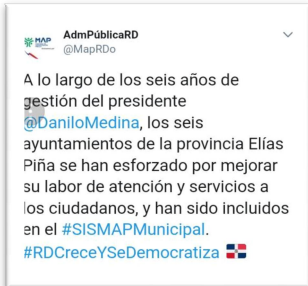 MAP
AdmPúblicaRD
@MapRDo
A lo largo de los seis años de
gestión del presidente
@DaniloMedina, los seis
ayuntamientos de la provincia Elías
Piña se han esforzado por mejorar
su labor de atención y servicios a
los ciudadanos, y han sido incluidos
en el #SISMAPMunicipal.
#RDCreceYSeDemocratiza